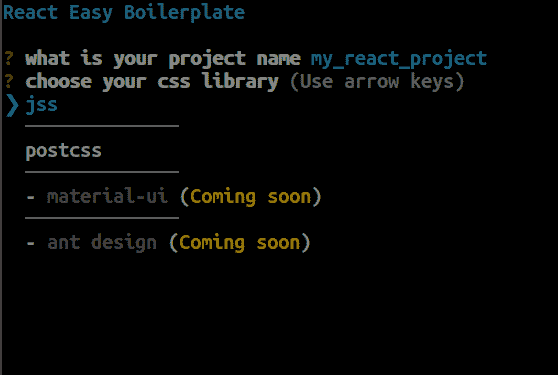 React Easy Boilerplate
? what is your project name my_react_project
? choose your css library (Use arrow keys)
❯ jss
postcss
- material-ui (Coming soon)
- ant design (Coming soon)